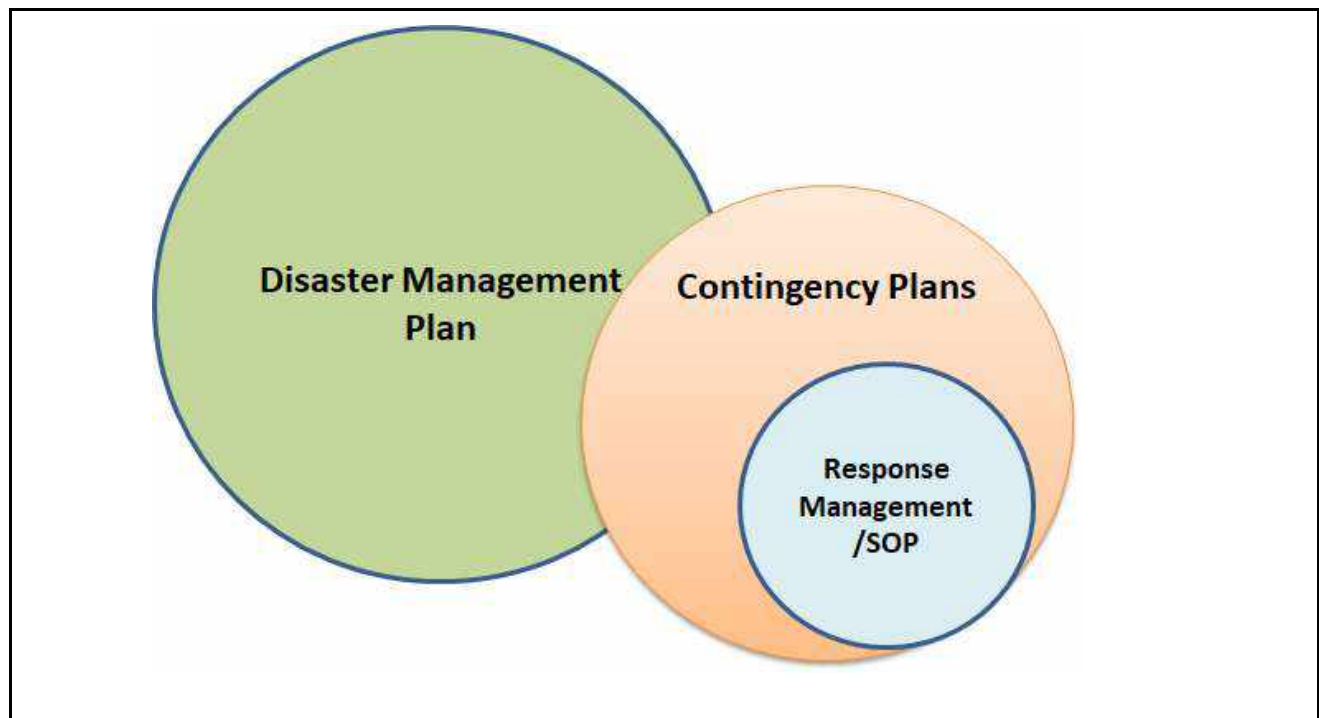 Disaster Management
Plan
Contingency Plans
Response
Management
/SOP